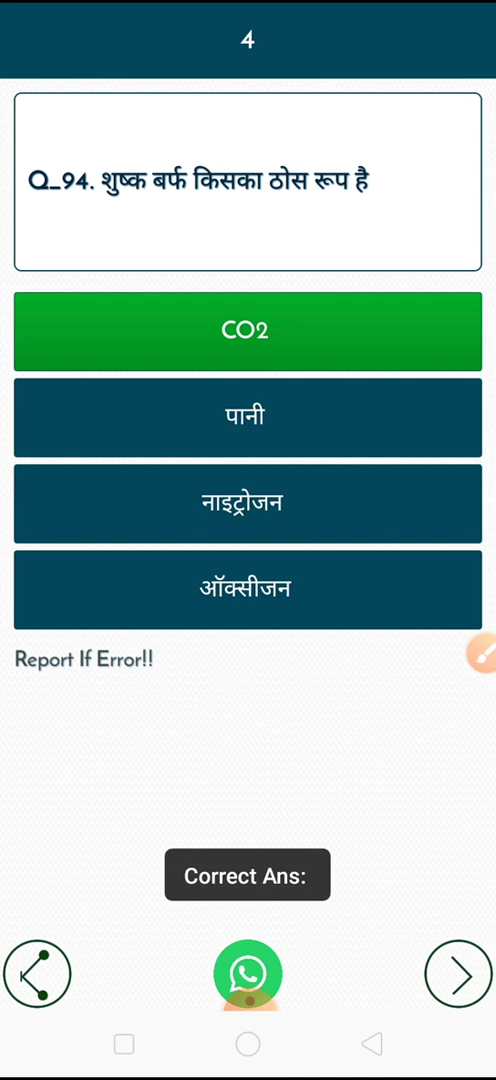 4
Q_94. शुष्क बर्फ किसका ठोस रूप है
CO2
पानी
नाइट्रोजन
ऑक्सीजन
Report If Error!!
Correct Ans: